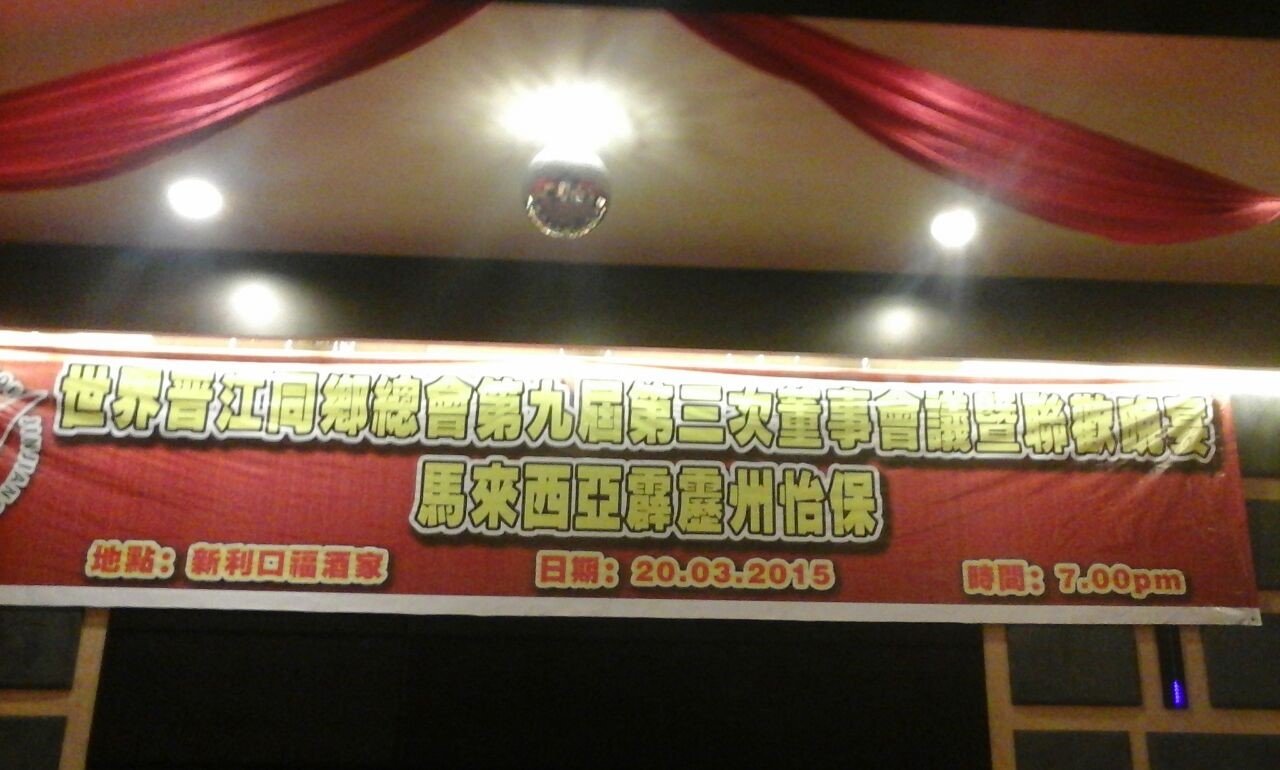 世界晋江同鄉總會第九屆第三次董事會議暨聯歡晚宴
馬來西亞霹靂州怡保
地點: 新利口福酒家
日期: 20.03.2015
時間: 7.00pm